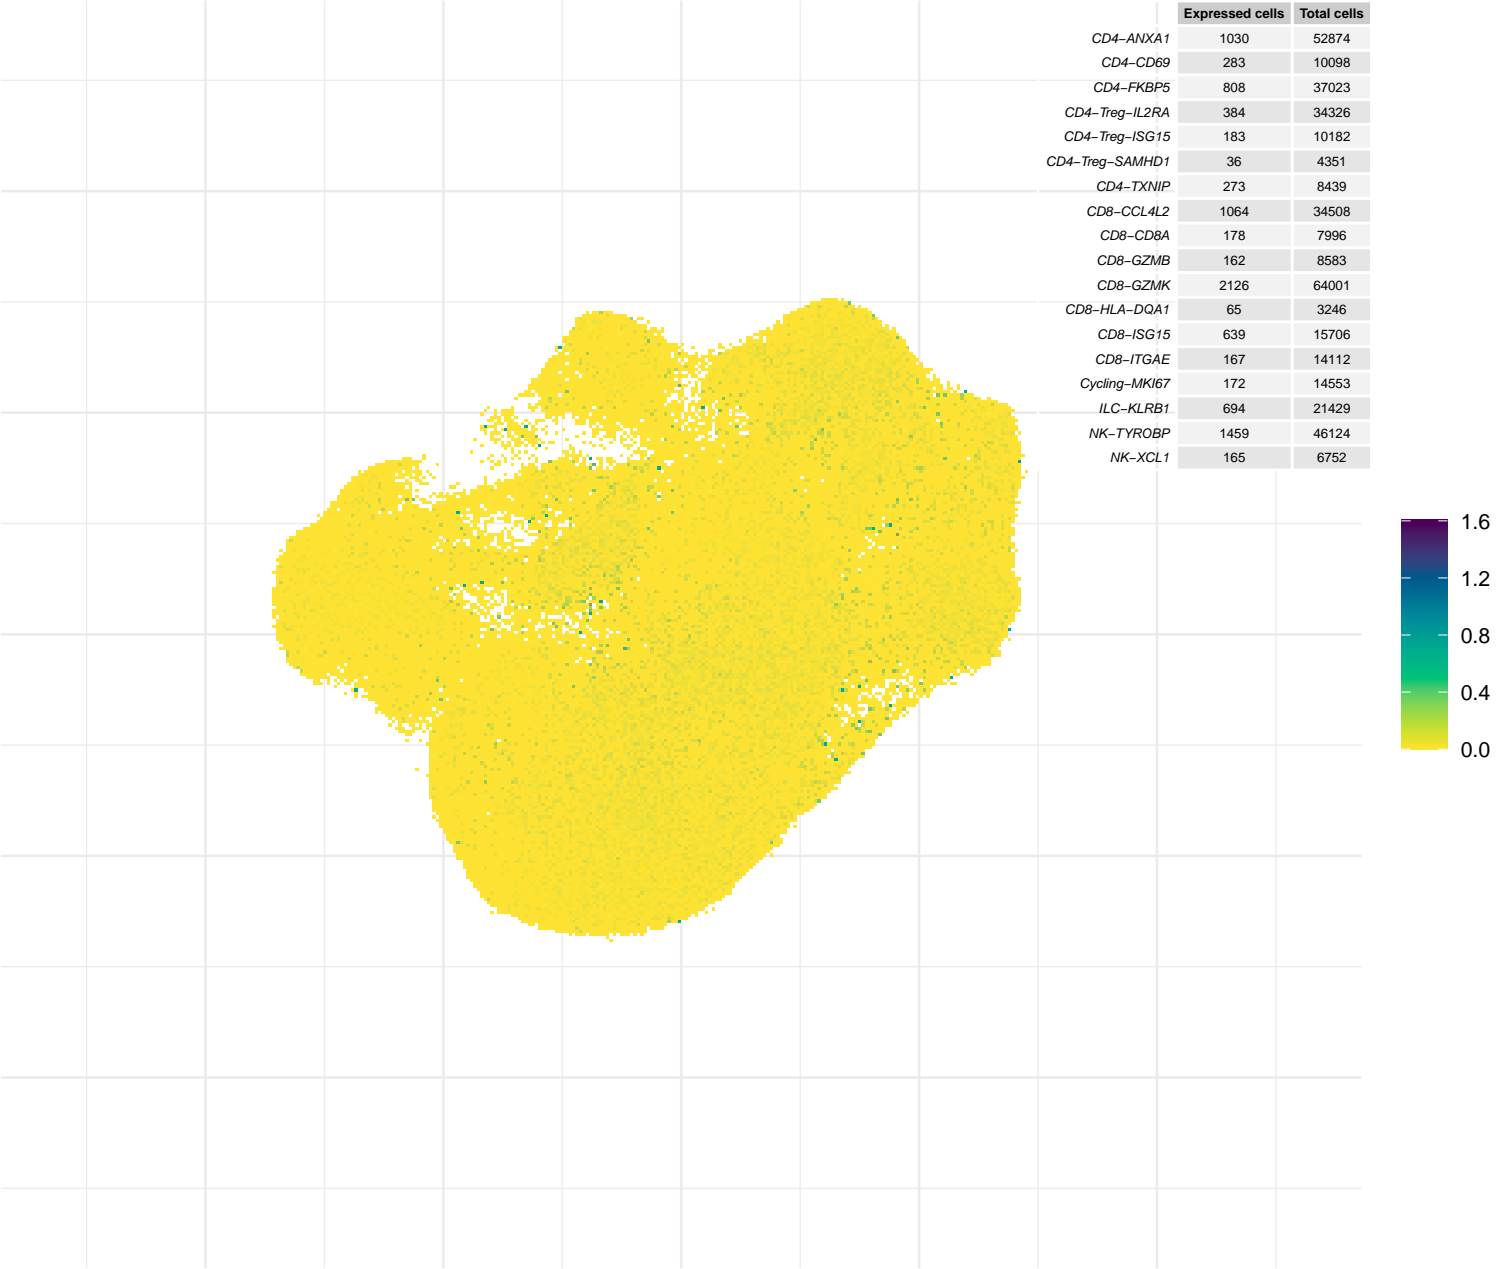 Expressed cells Total cells
CD4−ANXA1 1030 52874
CD4−CD69 283 10098
CD4−FKBP5 808 37023
CD4−Treg−IL2RA 384 34326
CD4−Treg−ISG15 183 10182
CD4−Treg−SAMHD1 36 4351
CD4−TXNIP 273 8439
CD8−CCL4L2 1064 34508
CD8−CD8A 178 7996
CD8−GZMB 162 8583
CD8−GZMK 2126 64001
CD8−HLA−DQA1 65 3246
CD8−ISG15 639 15706
CD8−ITGAE 167 14112
Cycling−MKI67 172 14553
ILC−KLRB1 694 21429
NK−TYROBP 1459 46124
NK−XCL1 165 6752
1.6
1.2
0.8
0.4
0.0